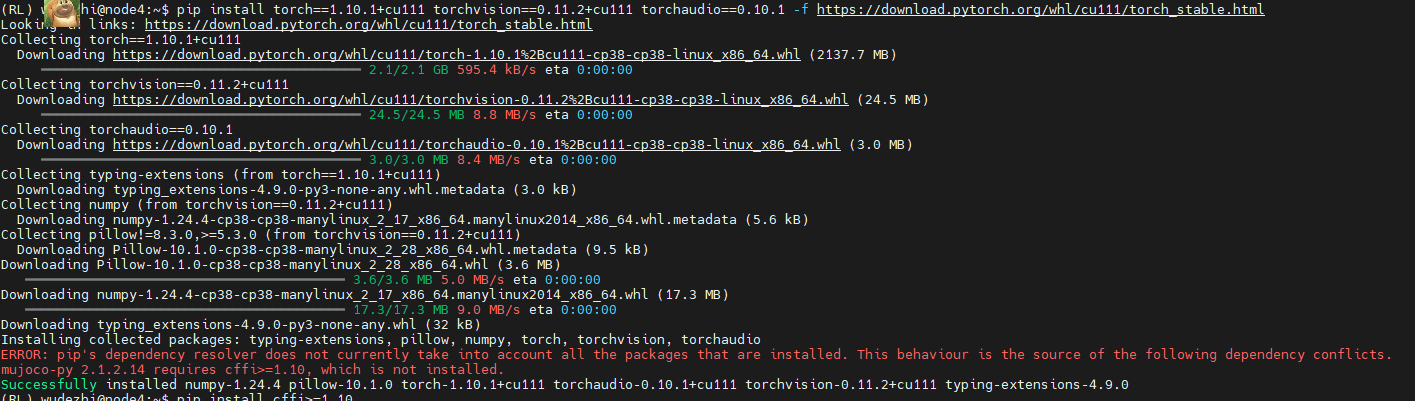 (RL) w zhi@node4:~$ pip install torch==1.10.1+cu111 torchvision==0.11.2+cu111 torchaudio==0.10.1 -f https://download.pytorch.org/whl/cu111/torch_stable.html
Looking links: https://download.pytorch.org/whl/cu111/torch_stable.html
Collecting torch==1.10.1+cu111
  Downloading https://download.pytorch.org/whl/cu111/torch-1.10.1%2Bcu111-cp38-cp38-linux_x86_64.whl (2137.7 MB)
2.1/2.1 GB 595.4 kB/s eta 0:00:00
Collecting torchvision==0.11.2+cu111
  Downloading https://download.pytorch.org/whl/cu111/torchvision-0.11.2%2Bcu111-cp38-cp38-linux_x86_64.whl (24.5 MB)
24.5/24.5 MB 8.8 MB/s eta 0:00:00
Collecting torchaudio==0.10.1
  Downloading https://download.pytorch.org/whl/cu111/torchaudio-0.10.1%2Bcu111-cp38-cp38-linux_x86_64.whl (3.0 MB)
3.0/3.0 MB 8.4 MB/s eta 0:00:00
Collecting typing-extensions (from torch==1.10.1+cu111)
  Downloading typing_extensions-4.9.0-py3-none-any.whl.metadata (3.0 kB)
Collecting numpy (from torchvision==0.11.2+cu111)
  Downloading numpy-1.24.4-cp38-cp38-manylinux_2_17_x86_64.manylinux2014_x86_64.whl.metadata (5.6 kB)
Collecting pillow!=8.3.0,>=5.3.0 (from torchvision==0.11.2+cu111)
  Downloading Pillow-10.1.0-cp38-cp38-manylinux_2_28_x86_64.whl.metadata (9.5 kB)
Downloading Pillow-10.1.0-cp38-cp38-manylinux_2_28_x86_64.whl (3.6 MB)
3.6/3.6 MB 5.0 MB/s eta 0:00:00
Downloading numpy-1.24.4-cp38-cp38-manylinux_2_17_x86_64.manylinux2014_x86_64.whl (17.3 MB)
17.3/17.3 MB 9.0 MB/s eta 0:00:00
Downloading typing_extensions-4.9.0-py3-none-any.whl (32 kB)
Installing collected packages: typing-extensions, pillow, numpy, torch, torchvision, torchaudio
ERROR: pip's dependency resolver does not currently take into account all the packages that are installed. This behaviour is the source of the following dependency conflicts.
mujoco-py 2.1.2.14 requires cffi>=1.10, which is not installed.
Successfully installed numpy-1.24.4 pillow-10.1.0 torch-1.10.1+cu111 torchaudio-0.10.1+cu111 torchvision-0.11.2+cu111 typing-extensions-4.9.0
(RL) wudezhi@node4:~$ pip install cffi>=1.10